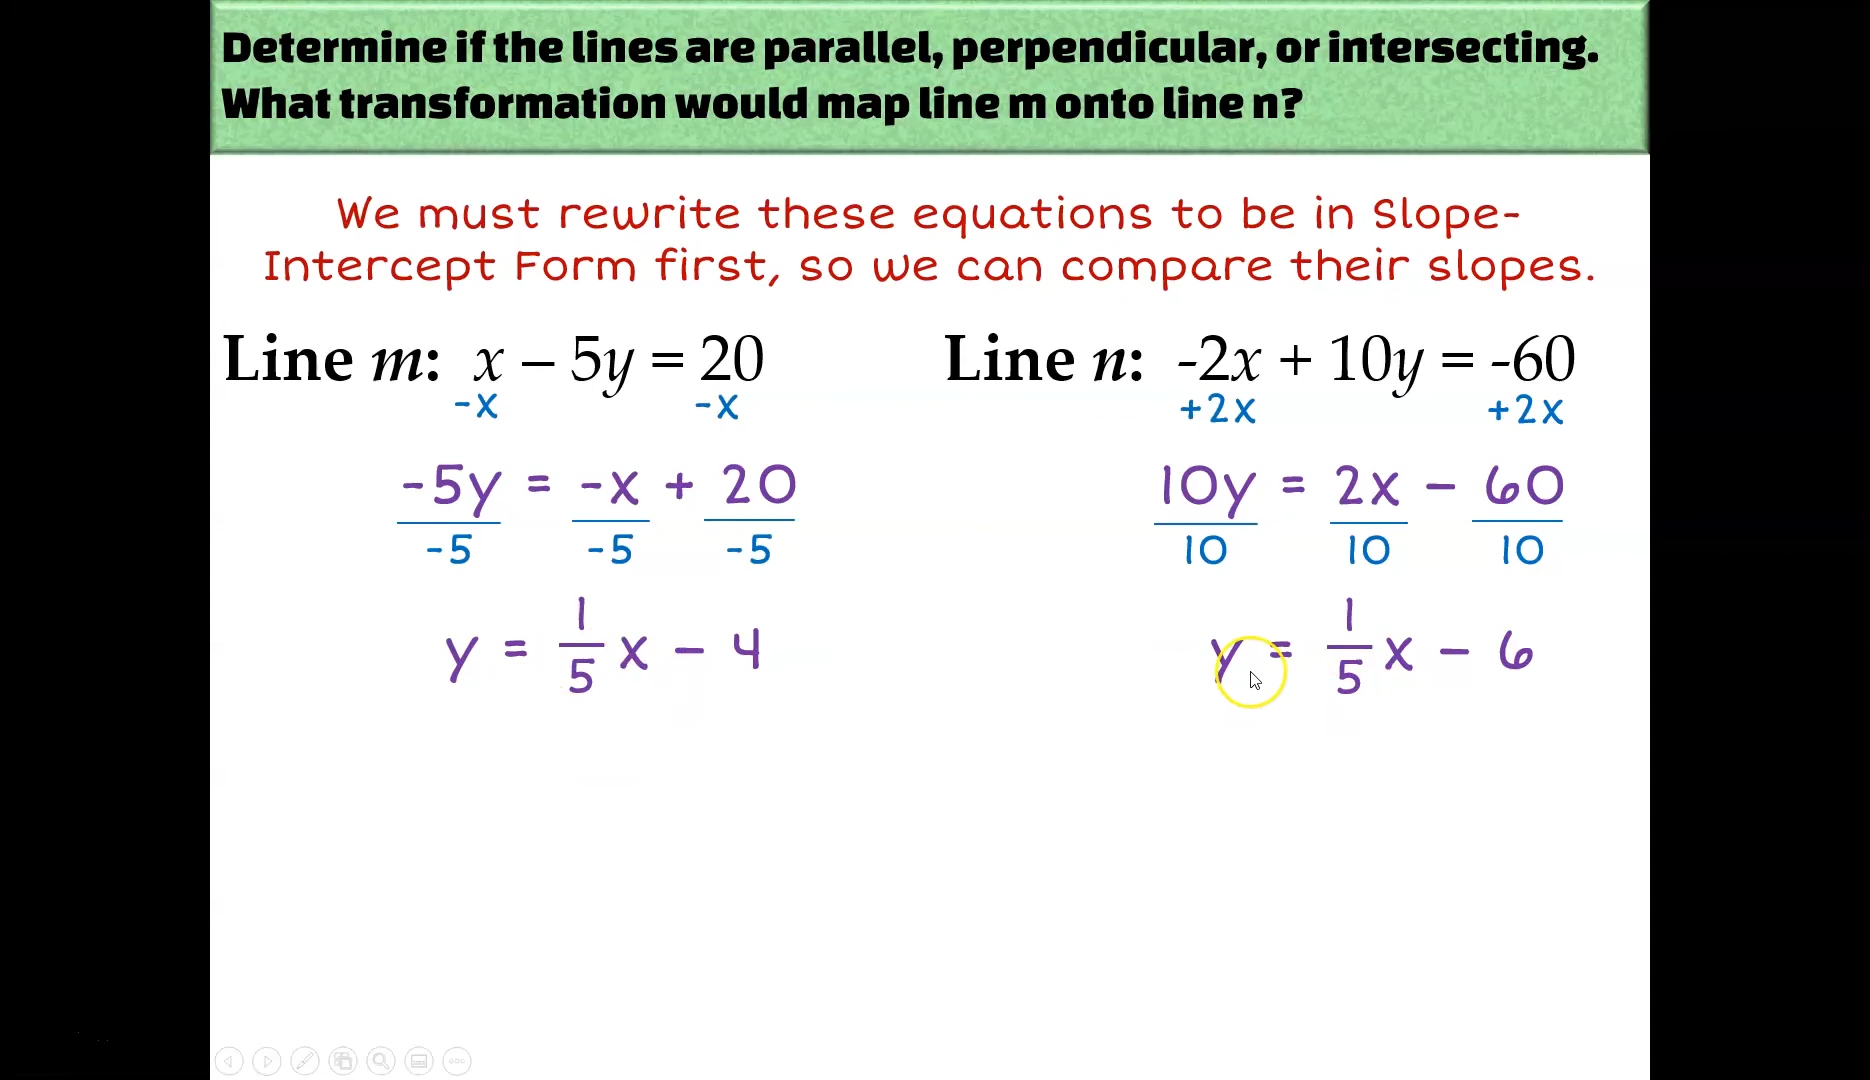 Determine if the lines are parallel, perpendicular, or intersecting.
What transformation would map line m onto line n?
We must rewrite these equations to be in Slope-
Intercept Form first, so we can compare their slopes.
Line m: x – 5y = 20
-x -x
-5y = -x + 20
-5 -5 -5
y = 1/5 x – 4
Line n: -2x + 10y = -60
+2x +2x
10y = 2x – 60
10 10 10
y = 1/5 x – 6